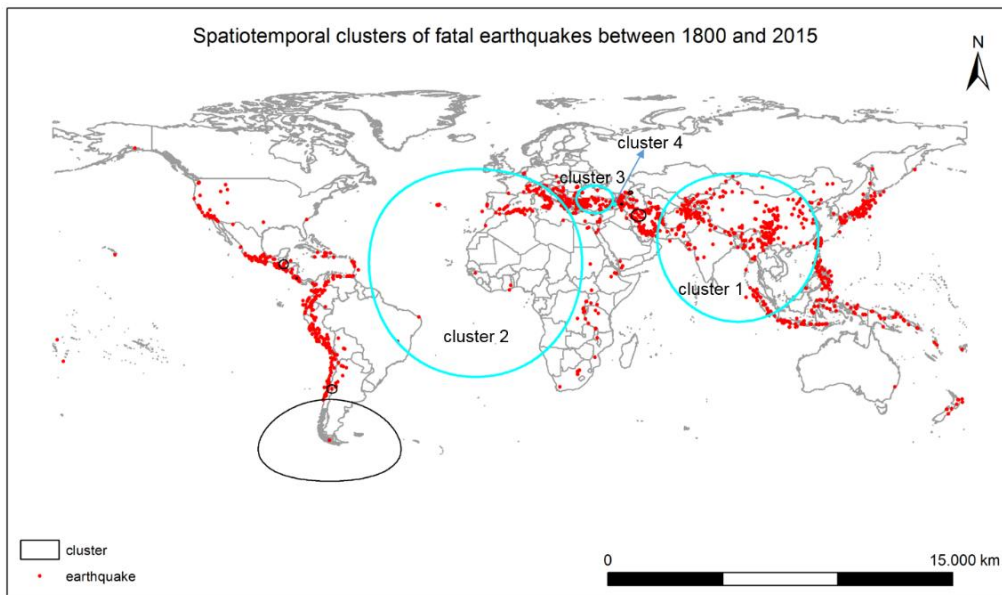 Spatiotemporal clusters of fatal earthquakes between 1800 and 2015
N
cluster 4
cluster 3
cluster 1
cluster 2
cluster
earthquake
0 15.000 km